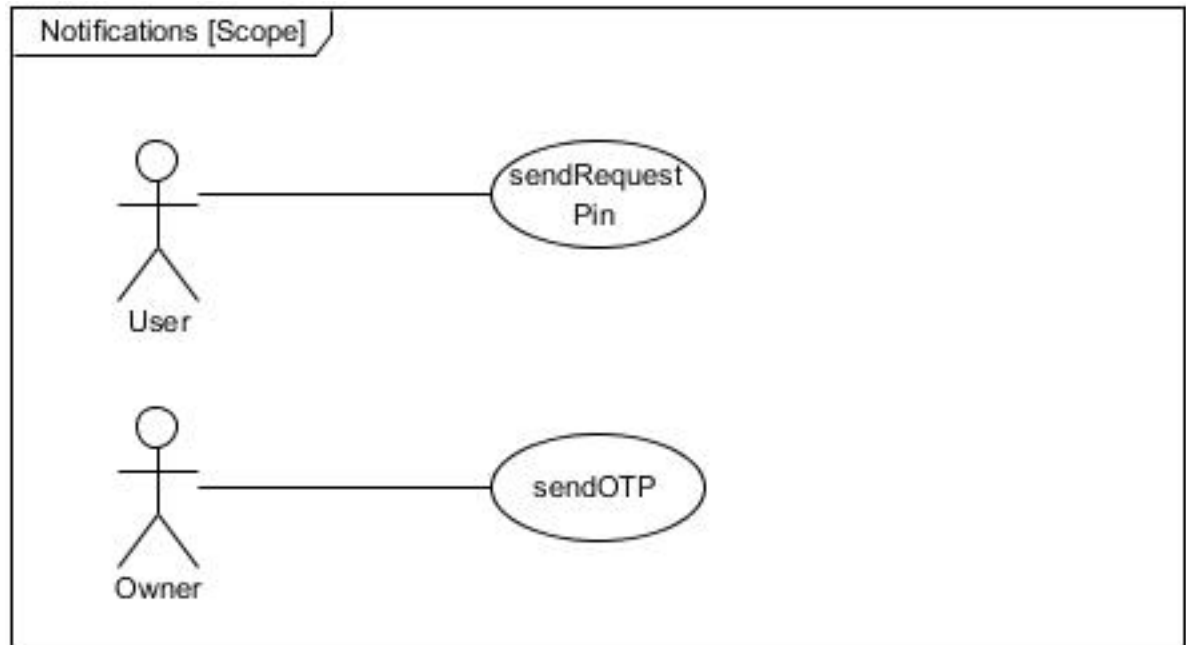 Notifications [Scope]
sendRequest
Pin
User
sendOTP
Owner